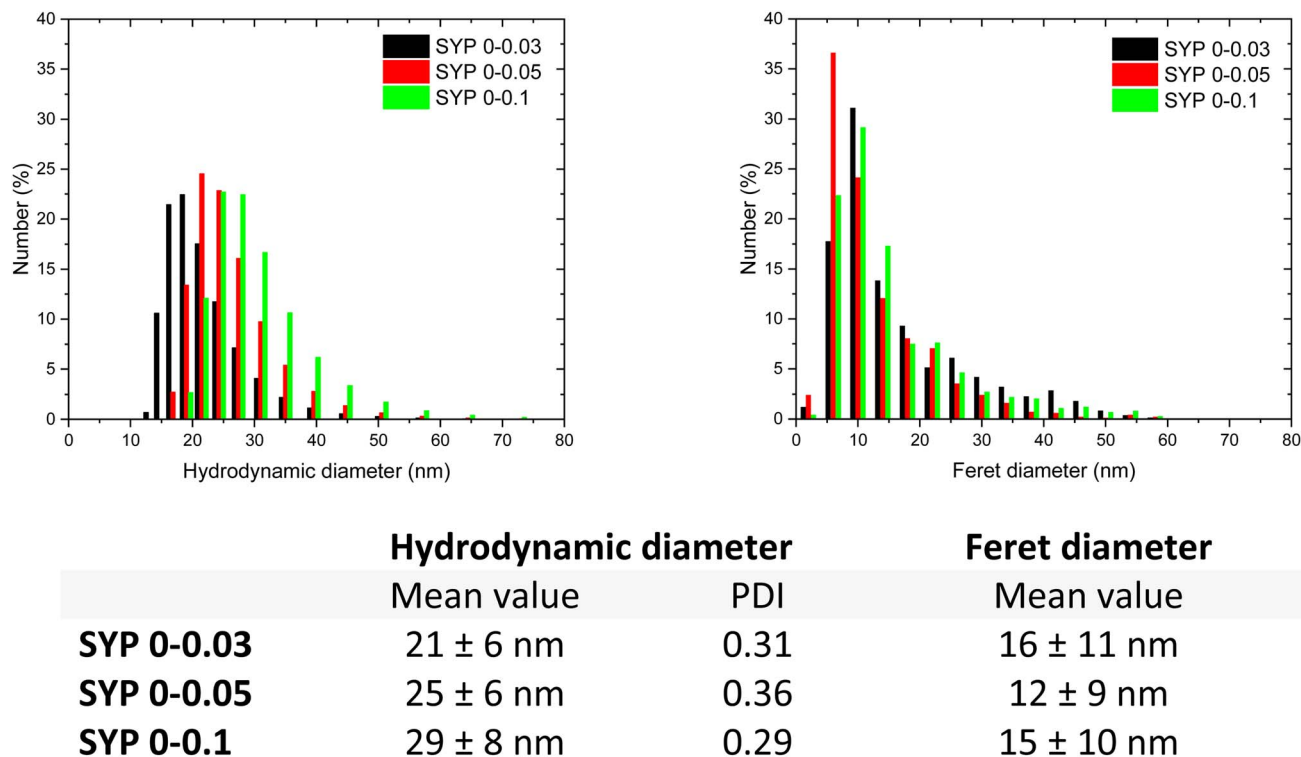 40
35
30
25
20
15
10
5
0
Number (%)
SYP 0-0.03
SYP 0-0.05
SYP 0-0.1
0 10 20 30 40 50 60 70 80
Hydrodynamic diameter (nm)
40
35
30
25
20
15
10
5
0
Number (%)
SYP 0-0.03
SYP 0-0.05
SYP 0-0.1
0 10 20 30 40 50 60 70 80
Feret diameter (nm)
Hydrodynamic diameter Feret diameter
Mean value PDI Mean value
SYP 0-0.03 21 ± 6 nm 0.31 16 ± 11 nm
SYP 0-0.05 25 ± 6 nm 0.36 12 ± 9 nm
SYP 0-0.1 29 ± 8 nm 0.29 15 ± 10 nm